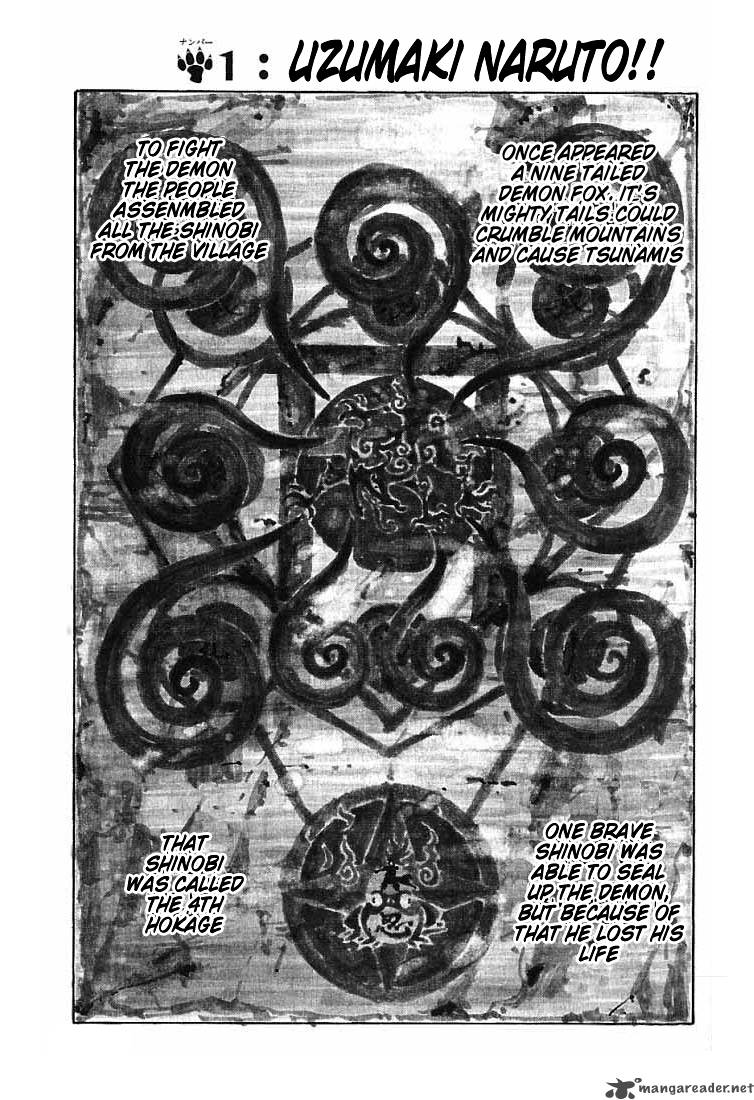 ナンバー
1 : UZUMAKI NARUTO!!
ONCE APPEARED
A NINE TAILED
DEMON FOX. IT'S
MIGHTY TAILS COULD
CRUMBLE MOUNTAINS
AND CAUSE TSUNAMIS
TO FIGHT
THE DEMON
THE PEOPLE
ASSENMBLED
ALL THE SHINOBI
FROM THE VILLAGE
ONE BRAVE
SHINOBI WAS
ABLE TO SEAL
UP THE DEMON,
BUT BECAUSE OF
THAT HE LOST HIS
LIFE
THAT
SHINOBI
WAS CALLED
THE 4TH
HOKAGE
忍
mangareader.net